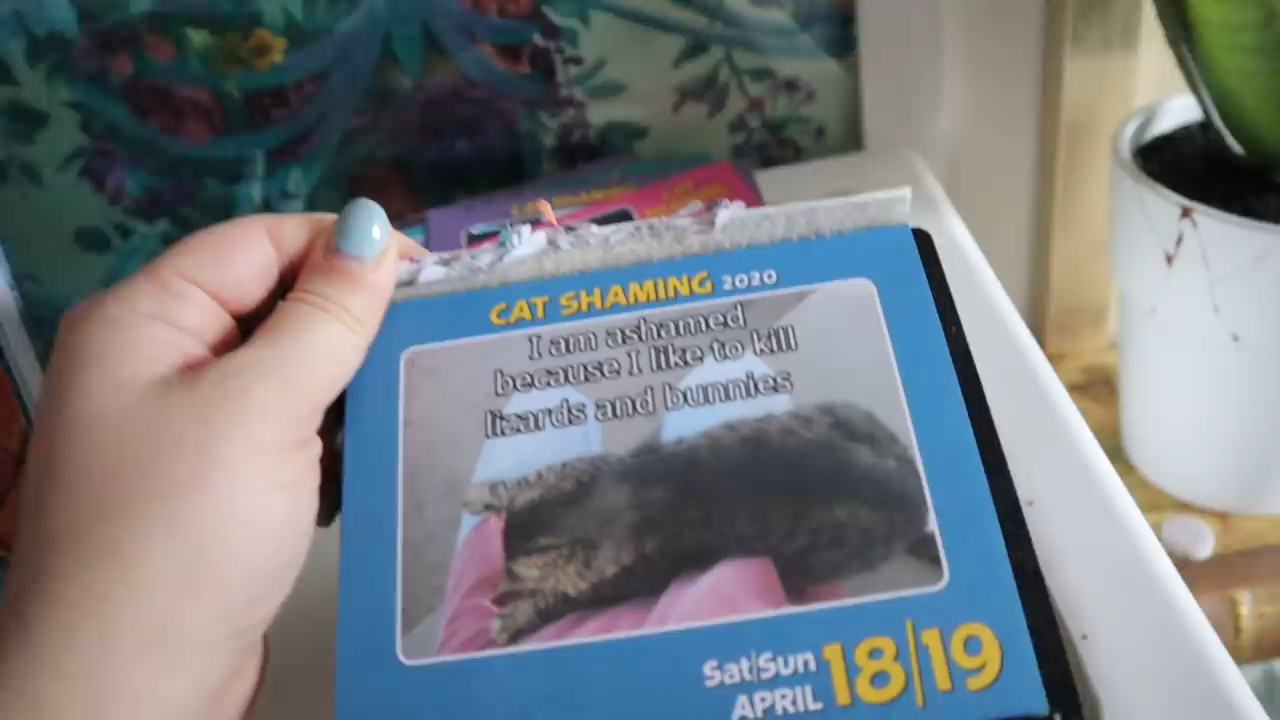 CAT SHAMING 2020
I am ashamed
because I like to kill
lizards and bunnies
Sat|Sun 18|19
APRIL